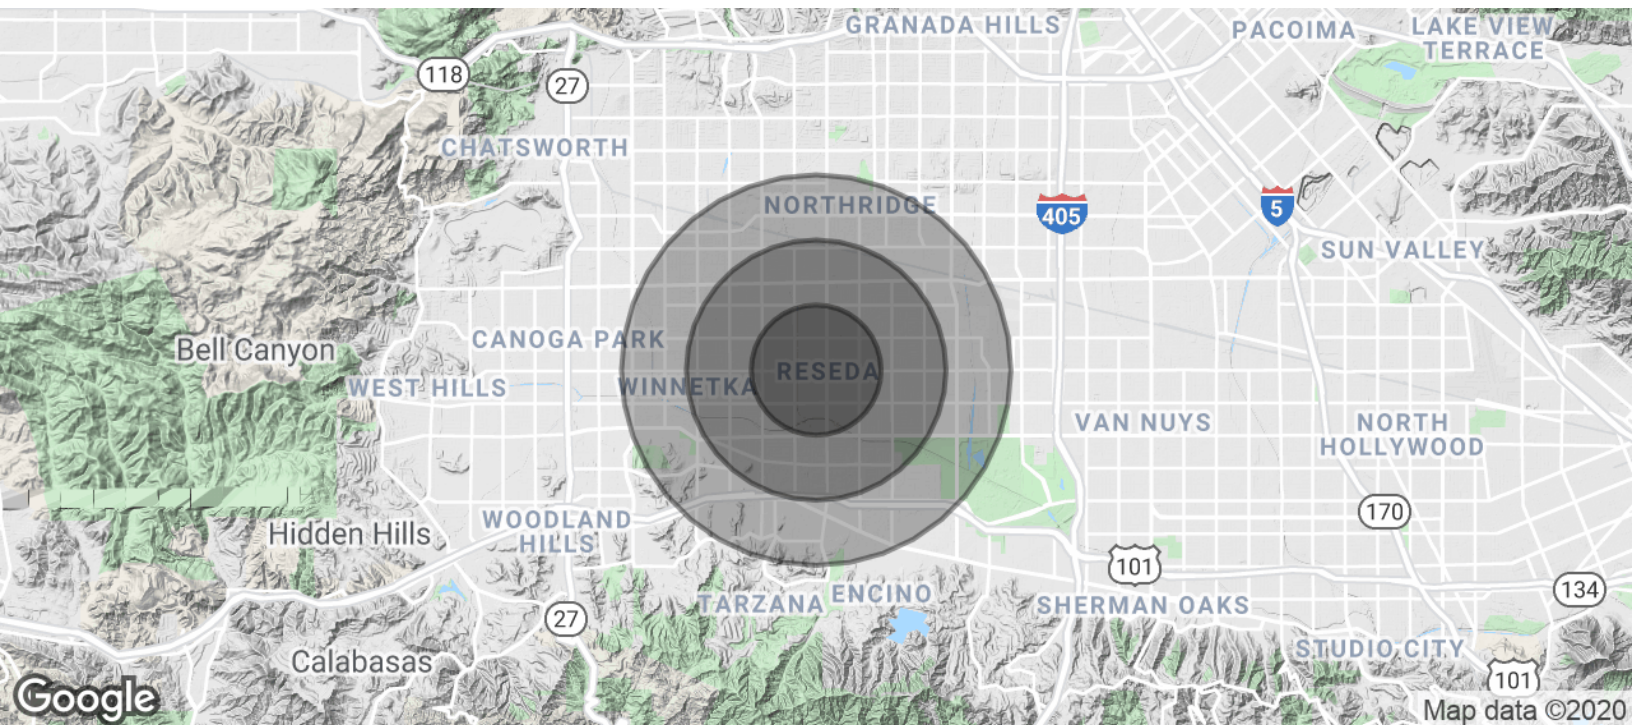 GRANADA HILLS
PACOIMA
LAKE VIEW
TERRACE
118
27
CHATSWORTH
NORTHRIDGE
405
5
SUN VALLEY
CANOGA PARK
Bell Canyon
RESEDA
WINNETKA
WEST HILLS
VAN NUYS
NORTH
HOLLYWOOD
170
WOODLAND
HILLS
Hidden Hills
101
134
TARZANA
ENCINO
SHERMAN OAKS
27
STUDIO CITY
Calabasas
101
Google
Map data ©2020